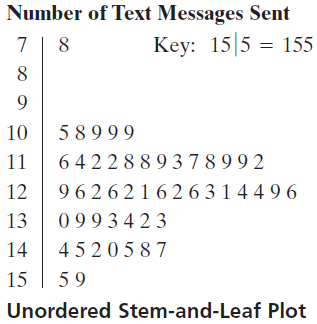 Number of Text Messages Sent
7 | 8 Key: 15|5 = 155
8 |
9 |
10 | 5 8 9 9 9
11 | 6 4 2 2 8 8 9 3 7 8 9 9 2
12 | 9 6 2 6 2 1 6 2 6 3 1 4 4 9 6
13 | 0 9 9 3 4 2 3
14 | 4 5 2 0 5 8 7
15 | 5 9
Unordered Stem-and-Leaf Plot